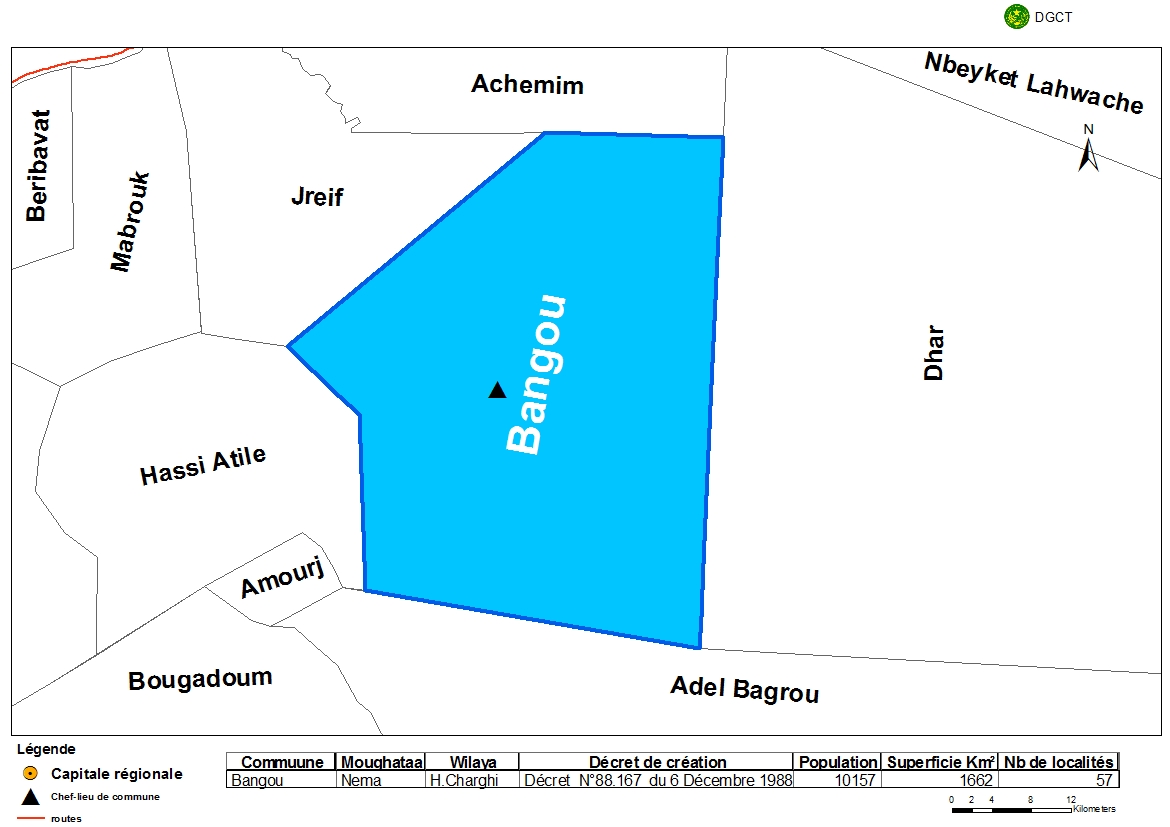 DGCT
Achemim
Nbeyket Lahwache
N
Beribavat
Mabrouk
Jreif
Bangou
Dhar
Hassi Atile
Amourj
Bougadoum
Adel Bagrou
Légende
Capitale régionale
Chef-lieu de commune
routes
Commuune Moughataa Wilaya Décret de création Population Superficie Km² Nb de localités
Bangou Nema H.Charghi Décret N°88.167 du 6 Décembre 1988 10157 1662 57
0 2 4 8 12
Kilometers